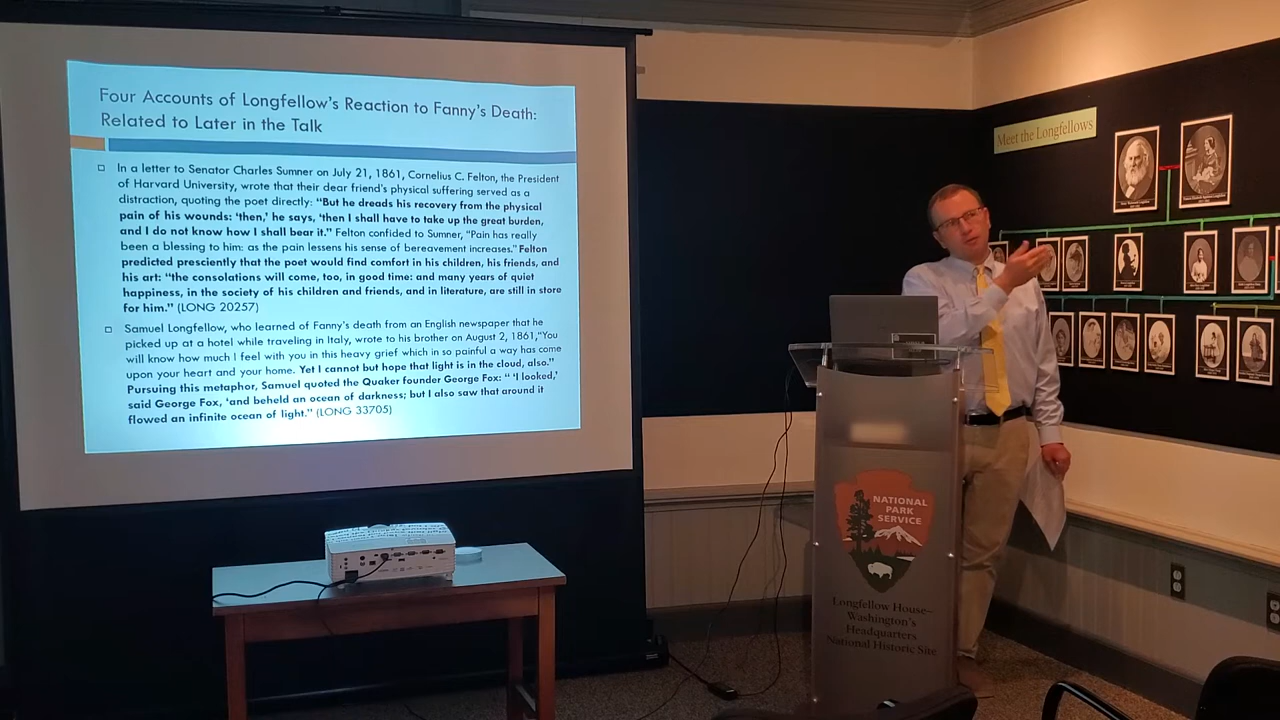 Four Accounts of Longfellow's Reaction to Fanny's Death:
Related to Later in the Talk
In a letter to Senator Charles Sumner on July 21, 1861, Cornelius C. Felton, the President
of Harvard University, wrote that their dear friend's physical suffering served as a
distraction, quoting the poet directly: "But he dreads his recovery from the physical
pain of his wounds: 'then,' he says, 'then I shall have to take up the great burden,
and I do not know how I shall bear it." Felton confided to Sumner, "Pain has really
been a blessing to him: as the pain lessens his sense of bereavement increases." Felton
predicted presciently that the poet would find comfort in his children, his friends, and
his art: "the consolations will come, too, in good time: and many years of quiet
happiness, in the society of his children and friends, and in literature, are still in store
for him." (LONG 20257)
Samuel Longfellow, who learned of Fanny's death from an English newspaper that he
picked up at a hotel while traveling in Italy, wrote to his brother on August 2, 1861,"You
will know how much I feel with you in this heavy grief which in so painful a way has come
upon your heart and your home. Yet I cannot but hope that light is in the cloud, also."
Pursuing this metaphor, Samuel quoted the Quaker founder George Fox: " 'I looked,'
said George Fox, 'and beheld an ocean of darkness; but I also saw that around it
flowed an infinite ocean of light." (LONG 33705)
Meet the Longfellows
NATIONAL
PARK
SERVICE
Longfellow House–
Washington's
Headquarters
National Historic Site